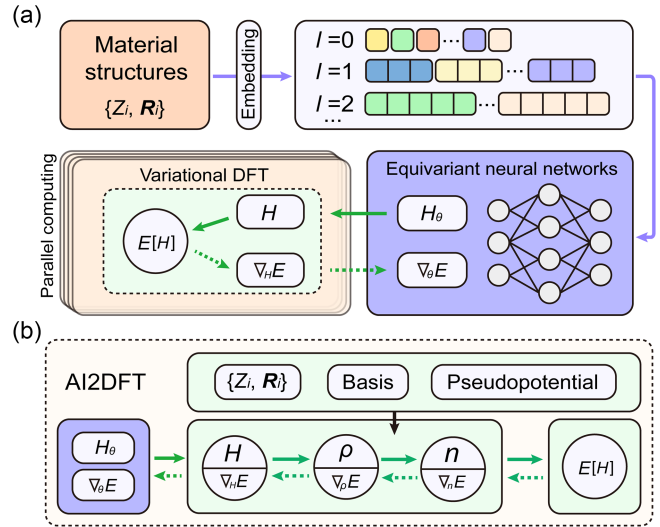 (a)
Material
structures
{Zi, Ri}
Embedding
l =0
...
l =1
...
l =2
...
...
Parallel computing
Variational DFT
E[H]
H
∇HE
Equivariant neural networks
Hθ
∇θE
(b)
AI2DFT
{Zi, Ri}
Basis
Pseudopotential
Hθ
∇θE
H
∇HE
ρ
∇ρE
n
∇nE
E[H]